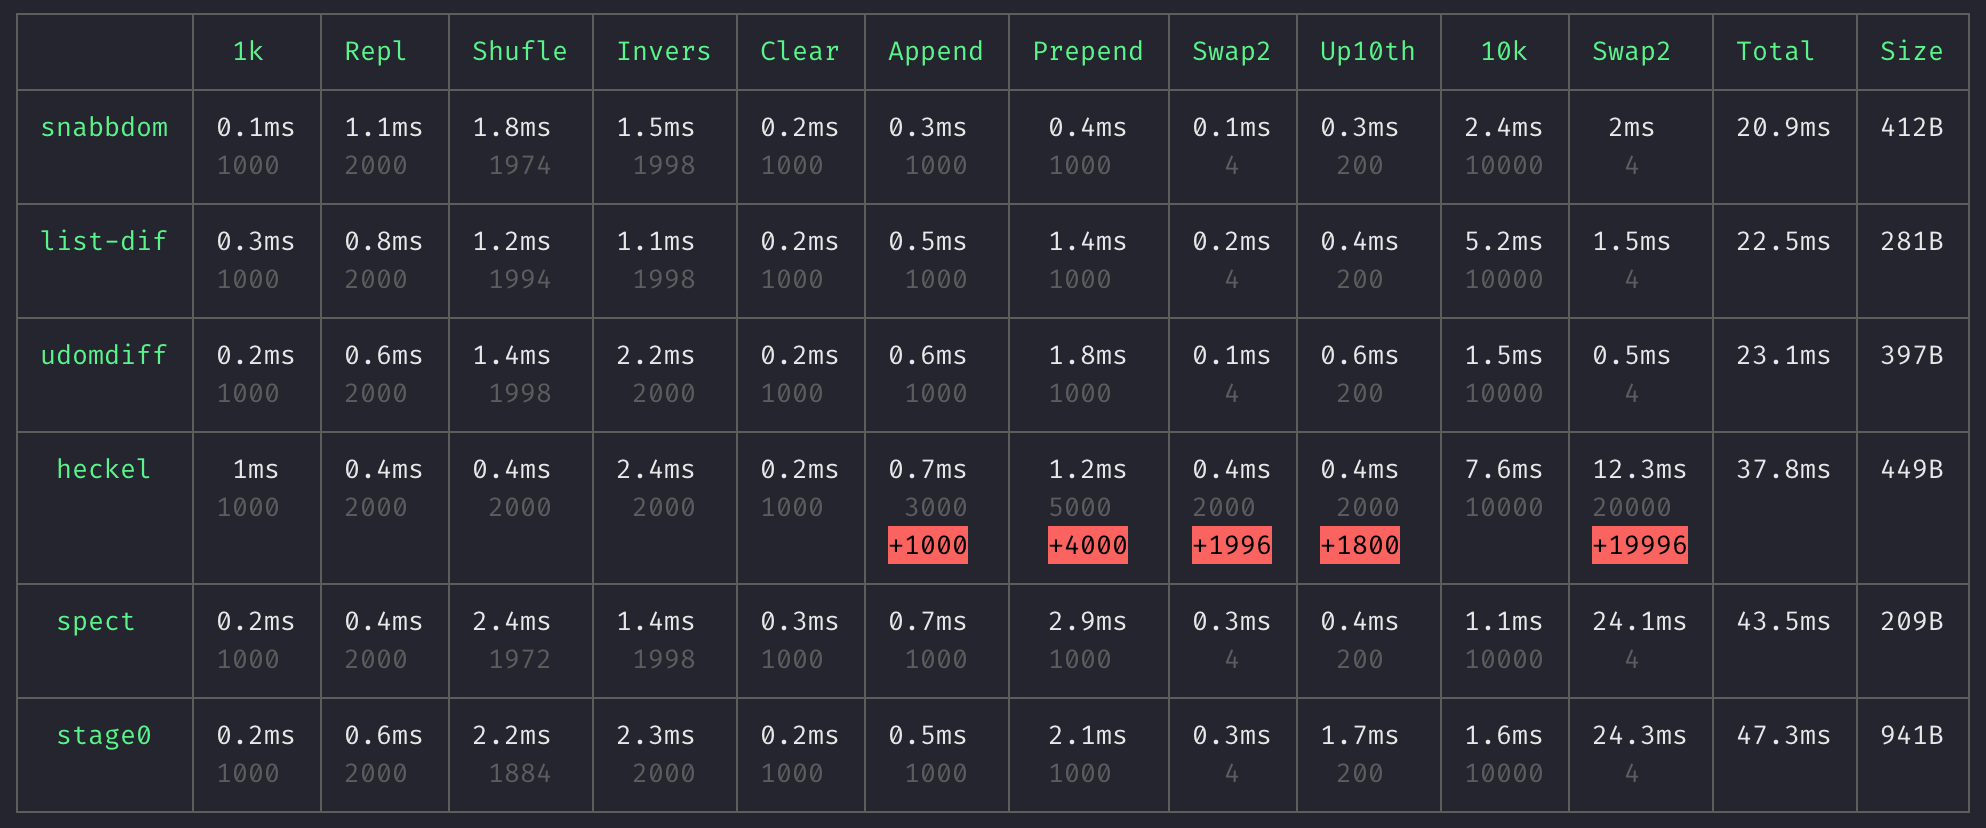 1k Repl Shufle Invers Clear Append Prepend Swap2 Up10th 10k Swap2 Total Size
snabbdom 0.1ms 1.1ms 1.8ms 1.5ms 0.2ms 0.3ms 0.4ms 0.1ms 0.3ms 2.4ms 2ms 20.9ms 412B
1000 2000 1974 1998 1000 1000 1000 4 200 10000 4
list-dif 0.3ms 0.8ms 1.2ms 1.1ms 0.2ms 0.5ms 1.4ms 0.2ms 0.4ms 5.2ms 1.5ms 22.5ms 281B
1000 2000 1994 1998 1000 1000 1000 4 200 10000 4
udomdiff 0.2ms 0.6ms 1.4ms 2.2ms 0.2ms 0.6ms 1.8ms 0.1ms 0.6ms 1.5ms 0.5ms 23.1ms 397B
1000 2000 1998 2000 1000 1000 1000 4 200 10000 4
heckel 1ms 0.4ms 0.4ms 2.4ms 0.2ms 0.7ms 1.2ms 0.4ms 0.4ms 7.6ms 12.3ms 37.8ms 449B
1000 2000 2000 2000 1000 3000 5000 2000 2000 10000 20000
+1000 +4000 +1996 +1800 +19996
spect 0.2ms 0.4ms 2.4ms 1.4ms 0.3ms 0.7ms 2.9ms 0.3ms 0.4ms 1.1ms 24.1ms 43.5ms 209B
1000 2000 1972 1998 1000 1000 1000 4 200 10000 4
stage0 0.2ms 0.6ms 2.2ms 2.3ms 0.2ms 0.5ms 2.1ms 0.3ms 1.7ms 1.6ms 24.3ms 47.3ms 941B
1000 2000 1884 2000 1000 1000 1000 4 200 10000 4